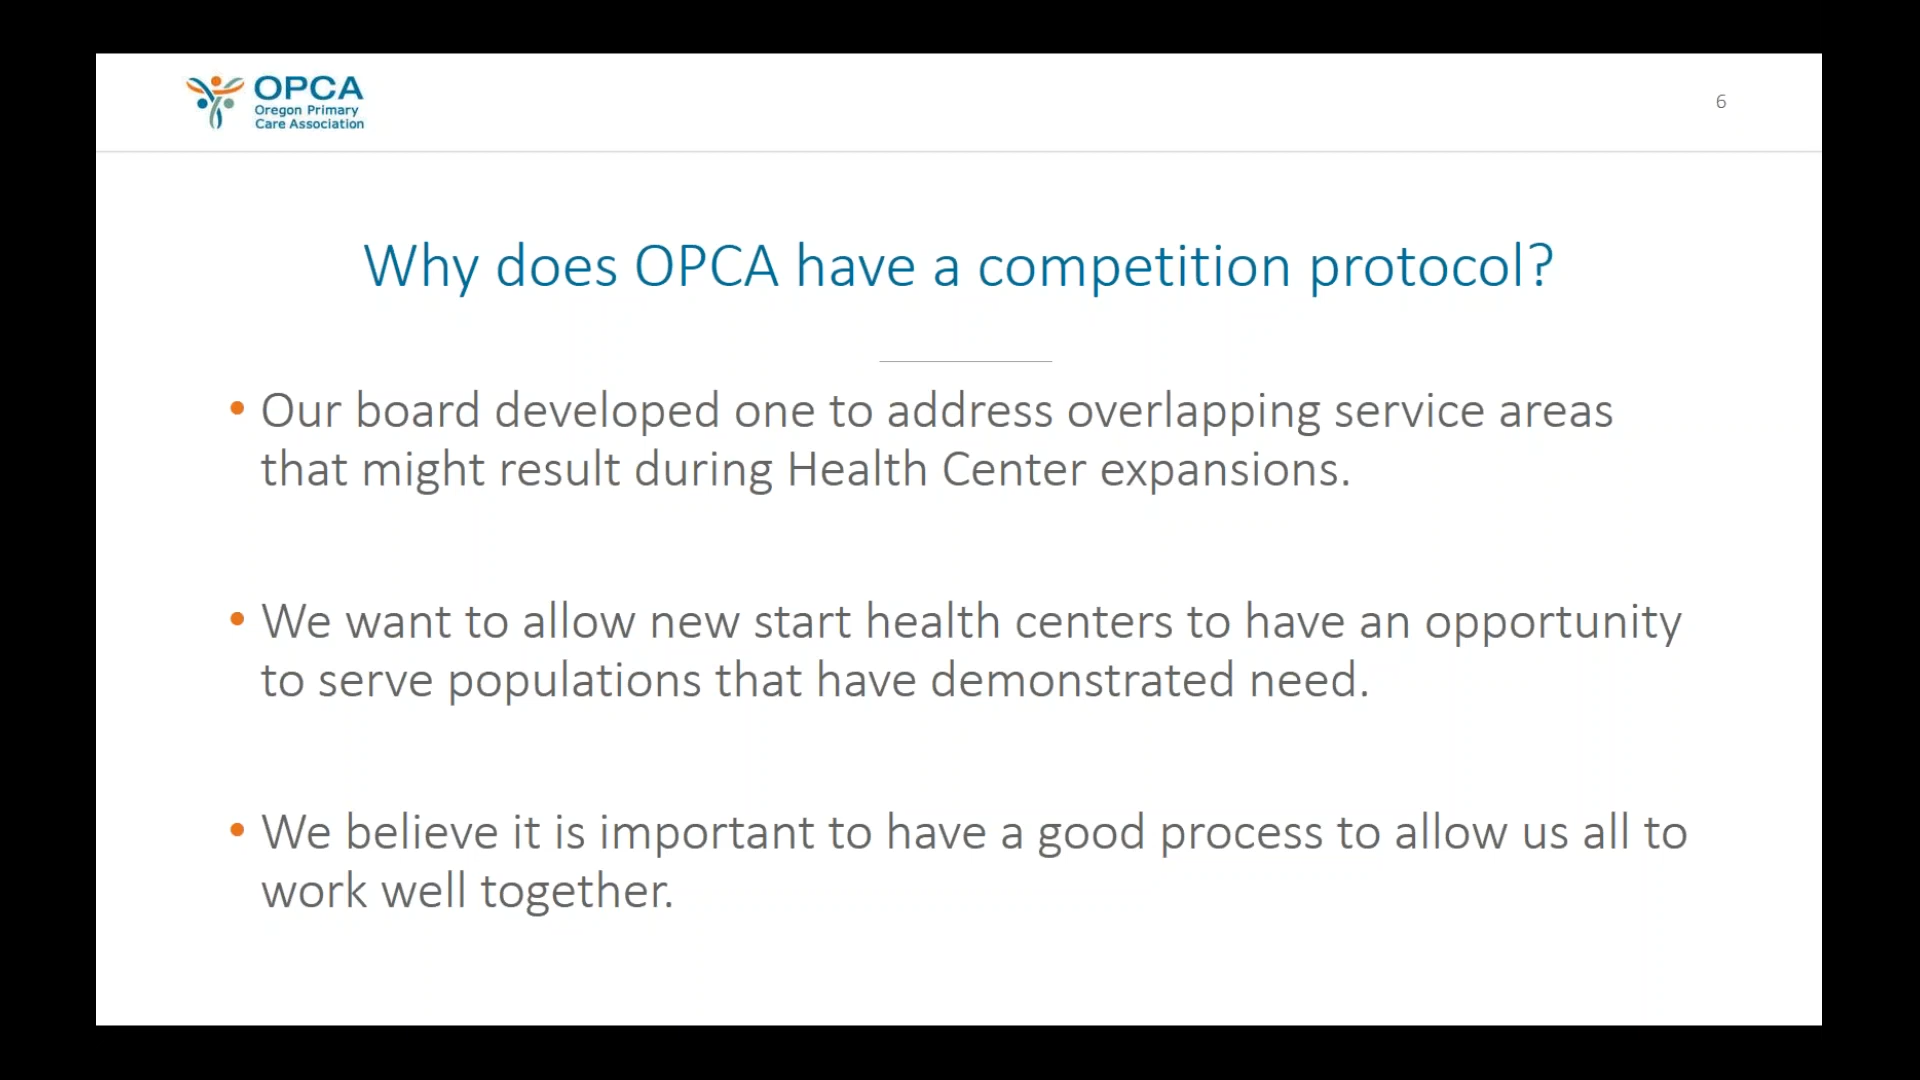 OPCA
Oregon Primary
Care Association
6
Why does OPCA have a competition protocol?
• Our board developed one to address overlapping service areas
that might result during Health Center expansions.
• We want to allow new start health centers to have an opportunity
to serve populations that have demonstrated need.
• We believe it is important to have a good process to allow us all to
work well together.